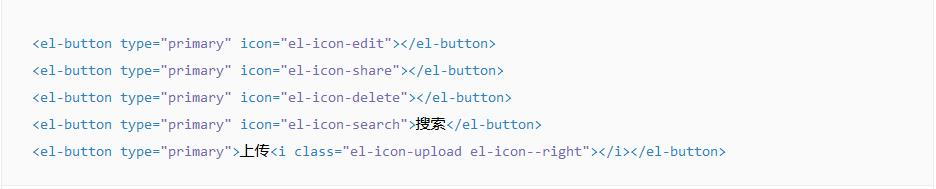 <el-button type="primary" icon="el-icon-edit"></el-button>
<el-button type="primary" icon="el-icon-share"></el-button>
<el-button type="primary" icon="el-icon-delete"></el-button>
<el-button type="primary" icon="el-icon-search">搜索</el-button>
<el-button type="primary">上传<i class="el-icon-upload el-icon--right"></i></el-button>